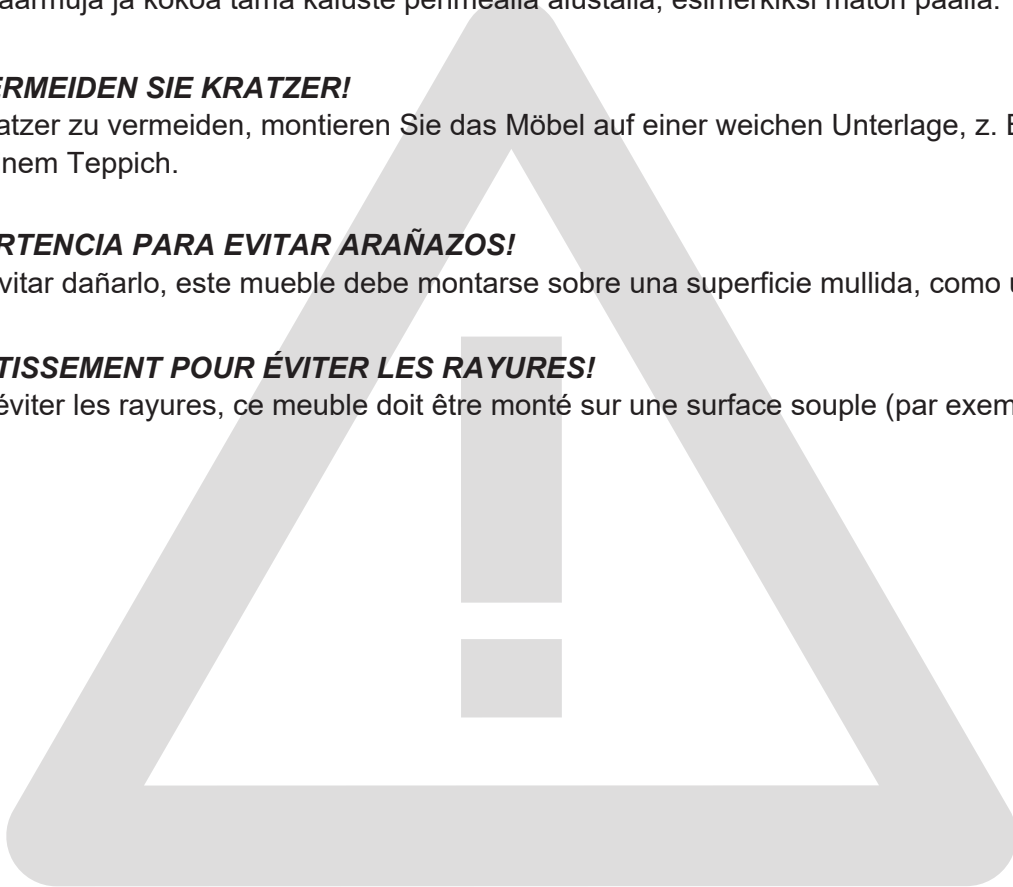 ja kokoa tämä kaluste pehmeällä alustalla, esimerkiksi maton päällä.
ERMEIDEN SIE KRATZER!
atzer zu vermeiden, montieren Sie das Möbel auf einer weichen Unterlage, z. B
nem Teppich.
RTENCIA PARA EVITAR ARAÑAZOS!
vitar dañarlo, este mueble debe montarse sobre una superficie mullida, como u
TISSEMENT POUR ÉVITER LES RAYURES!
éviter les rayures, ce meuble doit être monté sur une surface souple (par exem